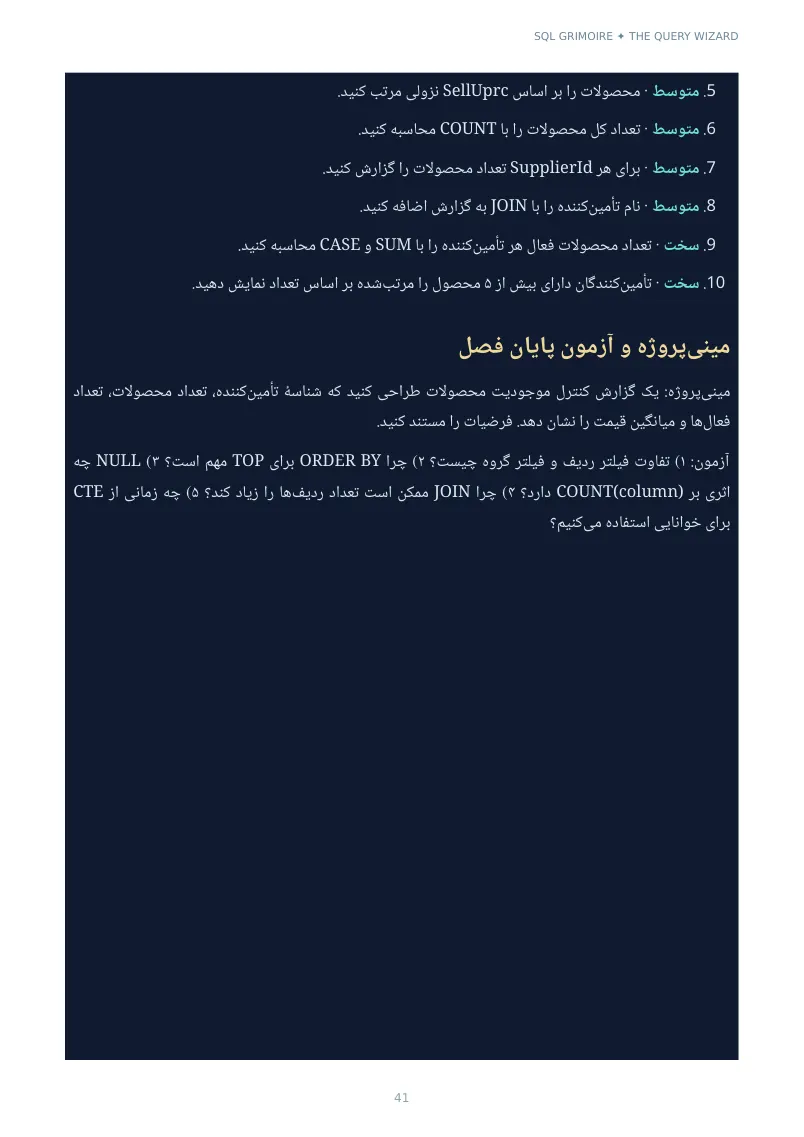 SQL GRIMOIRE ✦ THE QUERY WIZARD
5. متوسط · محصولات را بر اساس SellUprc نزولی مرتب کنید.
6. متوسط · تعداد کل محصولات را با COUNT محاسبه کنید.
7. متوسط · برای هر SupplierId تعداد محصولات را گزارش کنید.
8. متوسط · نام تأمین‌کننده را با JOIN به گزارش اضافه کنید.
9. سخت · تعداد محصولات فعال هر تأمین‌کننده را با SUM و CASE محاسبه کنید.
10. سخت · تأمین‌کنندگان دارای بیش از ۵ محصول را مرتب‌شده بر اساس تعداد نمایش دهید.
مینی‌پروژه و آزمون پایان فصل
مینی‌پروژه: یک گزارش کنترل موجودیت محصولات طراحی کنید که شناسهٔ تأمین‌کننده، تعداد محصولات، تعداد
فعال‌ها و میانگین قیمت را نشان دهد. فرضیات را مستند کنید.
آزمون: ۱) تفاوت فیلتر ردیف و فیلتر گروه چیست؟ ۲) چرا ORDER BY برای TOP مهم است؟ ۳) NULL چه
اثری بر COUNT(column) دارد؟ ۴) چرا JOIN ممکن است تعداد ردیف‌ها را زیاد کند؟ ۵) چه زمانی از CTE
برای خوانایی استفاده می‌کنیم؟
41